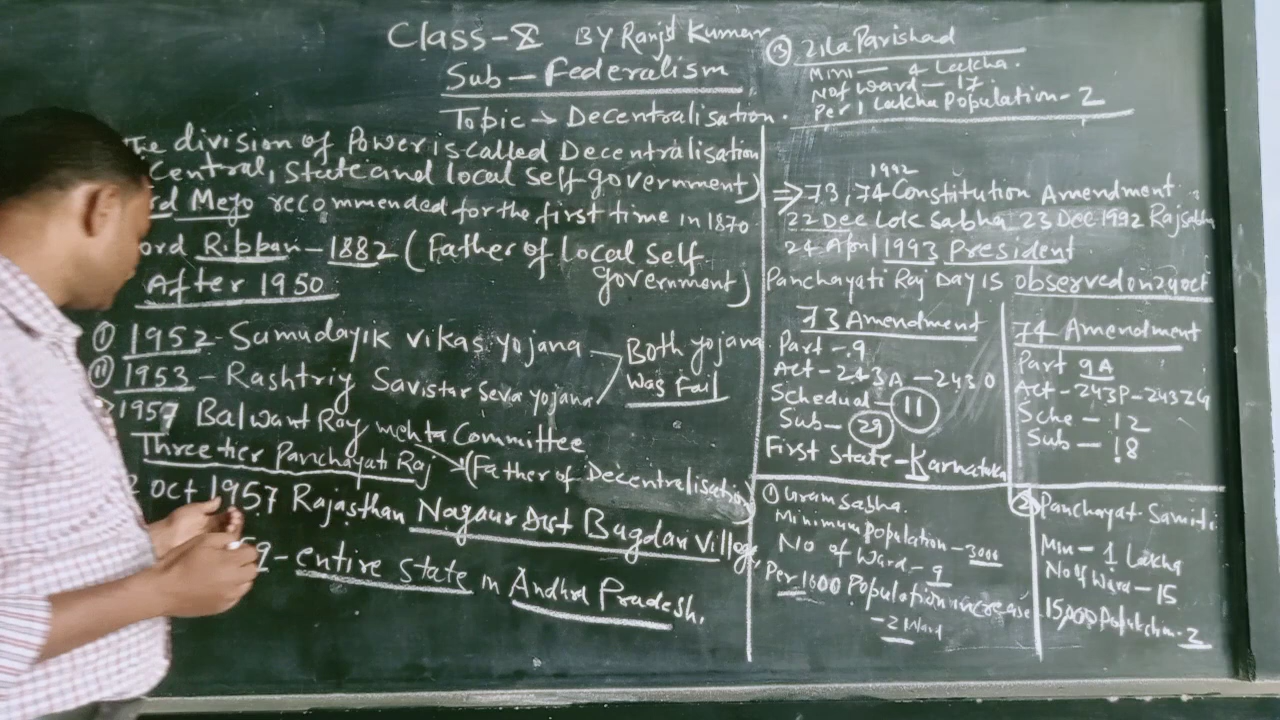 Class-X BY Ranjit Kumar
Sub - Federalism
Topic → Decentralisation.
The division of Power is called Decentralisation
Central, State and local self government)
rd Meyo recommended for the first time in 1870
ord Ribban - 1882 (Father of local self
government)
After 1950
① 1952 - Samudayik vikas yojana
⑪ 1953 - Rashtriy Savistar Seva yojana
Both yojana
was Fail
1957 Balwant Ray mehta Committee
Three tier Panchayati Raj → (Father of Decentralisation)
2 Oct 1957 Rajasthan Nagaur Dist Bagdari Village
59 - entire state in Andhra Pradesh.
③ Zila Parishad
Mini - 4 Lakha.
No of Ward - 17
Per 1 Lakha Population - 2
1992
⇒ 73, 74 Constitution Amendment
22 Dec Lok Sabha 23 Dec 1992 Rajsabha
24 April 1993 President
Panchayati Raj Day is observed on 24 oct
73 Amendment
Part - 9
Act - 243A - 243O
Schedual - 11
Sub - 29
First State - Karnataka
74 Amendment
Part 9A
Act - 243P - 243ZG
Sche - 12
Sub - 18
① Gram sabha.
Minimum population - 3000
No of Ward - 9
Per 1000 Population increase
- 2 Ward
② Panchayat Samiti
Min - 1 Lakha
No of Ward - 15
15,000 Population - 2